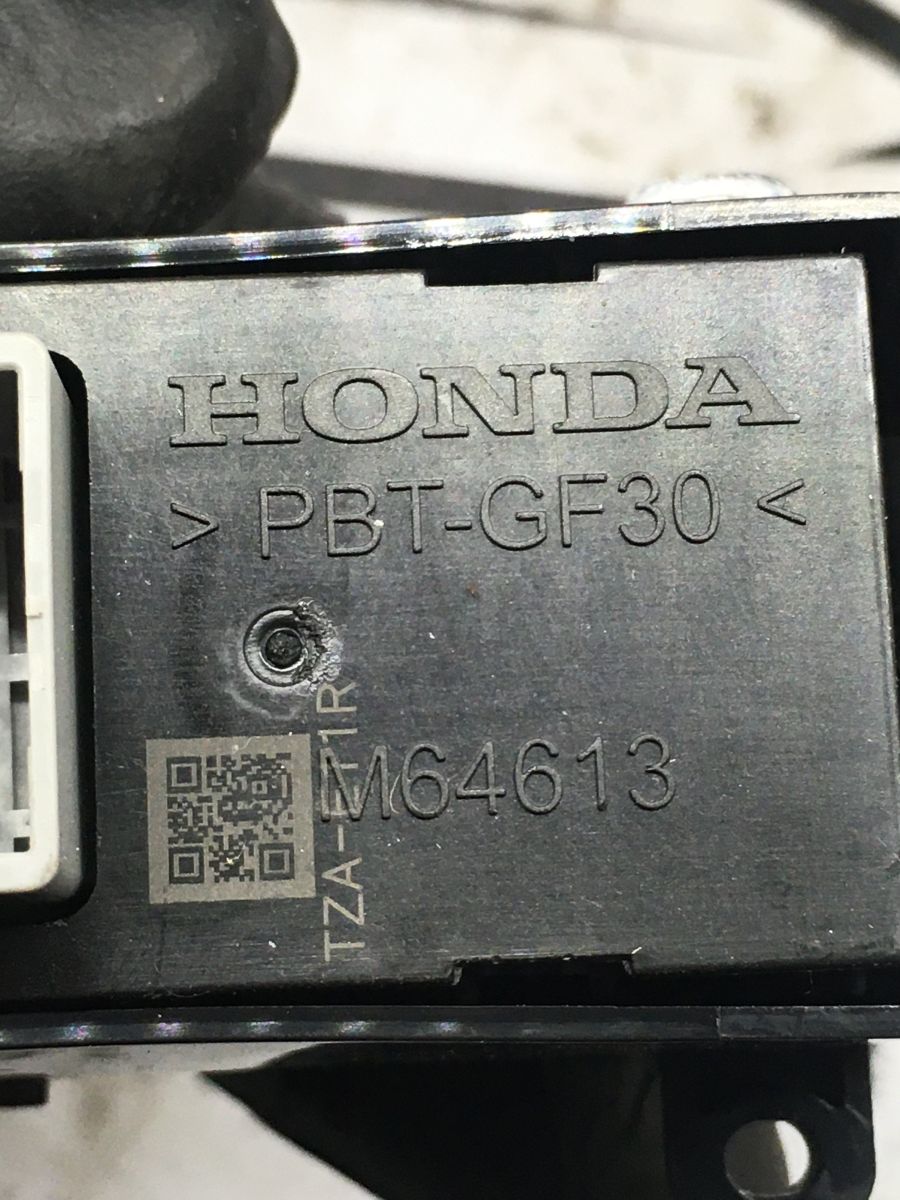 HONDA
> PBT-GF30 <
M64613